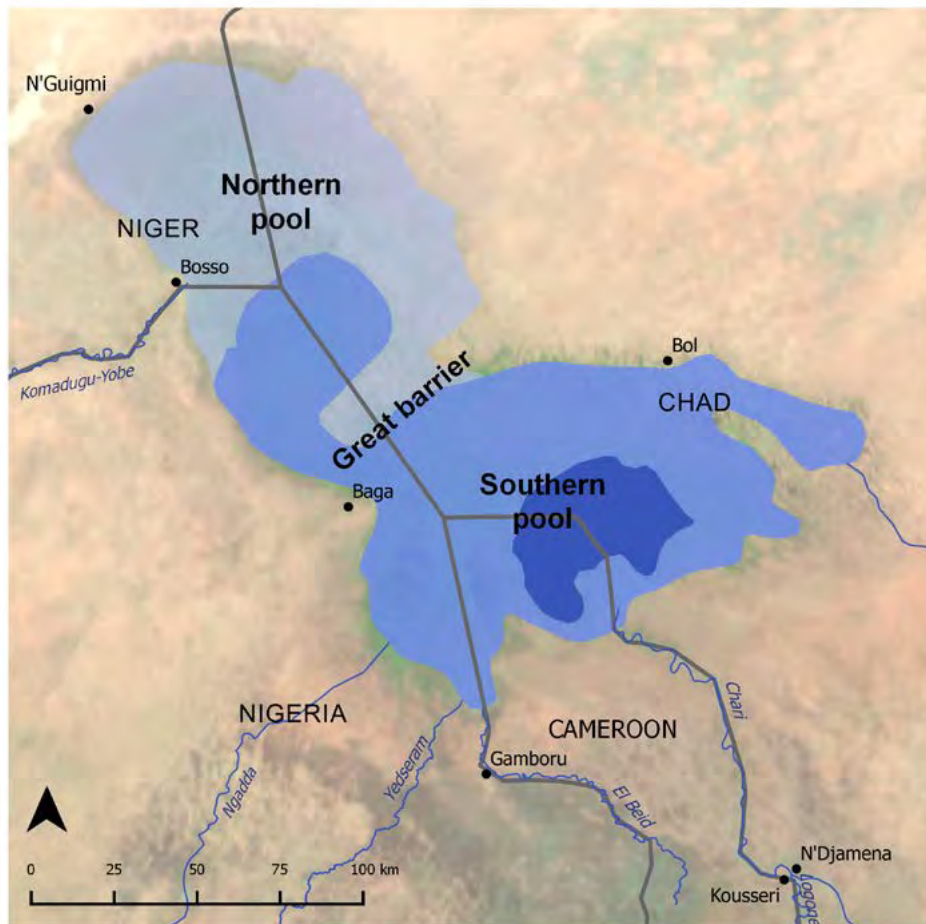 N'Guigmi
Northern
pool
NIGER
Bosso
Komadugu-Yobe
Bol
CHAD
Great barrier
Southern
pool
Baga
NIGERIA
CAMEROON
Chari
Ngadda
Yedseram
Gamboru
El Beid
N'Djamena
Kousseri
Logone
0 25 50 75 100 km